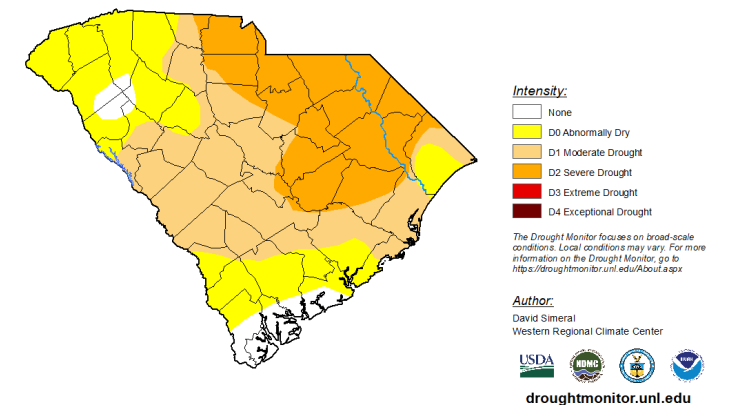 Intensity:
None
D0 Abnormally Dry
D1 Moderate Drought
D2 Severe Drought
D3 Extreme Drought
D4 Exceptional Drought
The Drought Monitor focuses on broad-scale
conditions. Local conditions may vary. For more
information on the Drought Monitor, go to
https://droughtmonitor.unl.edu/About.aspx
Author:
David Simeral
Western Regional Climate Center
USDA
NDMC
droughtmonitor.unl.edu